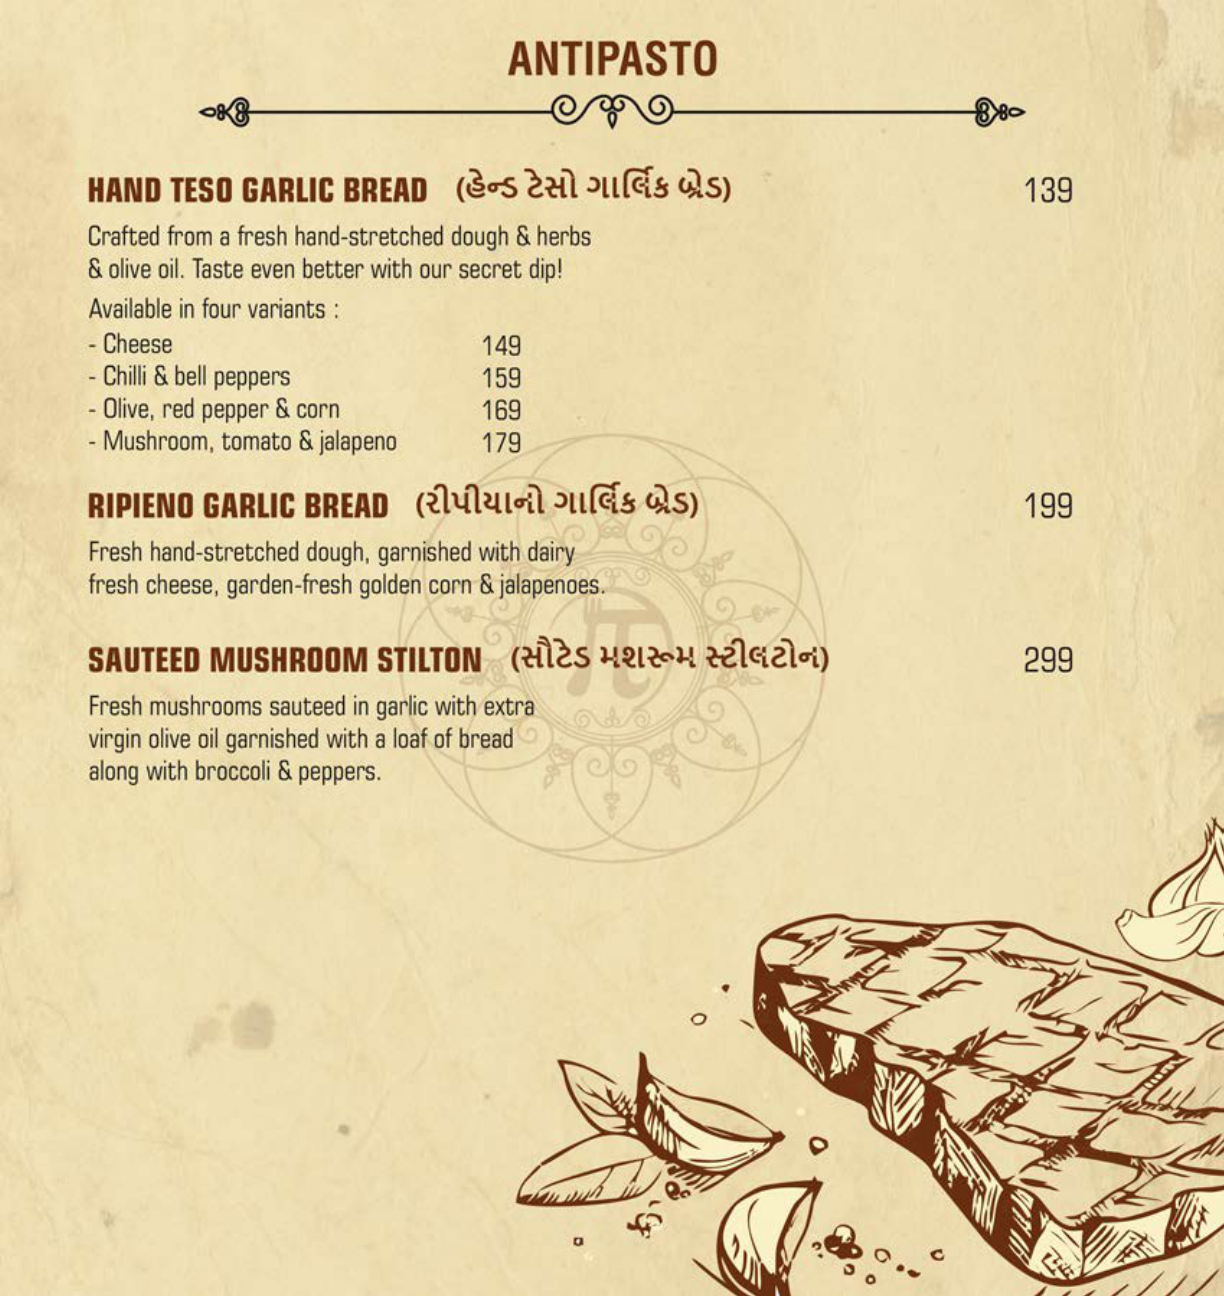 ANTIPASTO
HAND TESO GARLIC BREAD (હેન્ડ ટેસો ગાર્લિક બ્રેડ) 139
Crafted from a fresh hand-stretched dough & herbs
& olive oil. Taste even better with our secret dip!
Available in four variants :
- Cheese 149
- Chilli & bell peppers 159
- Olive, red pepper & corn 169
- Mushroom, tomato & jalapeno 179
RIPIENO GARLIC BREAD (રીપીયાનો ગાર્લિક બ્રેડ) 199
Fresh hand-stretched dough, garnished with dairy
fresh cheese, garden-fresh golden corn & jalapenoes.
SAUTEED MUSHROOM STILTON (સૌટેડ મશરૂમ સ્ટીલટોન) 299
Fresh mushrooms sauteed in garlic with extra
virgin olive oil garnished with a loaf of bread
along with broccoli & peppers.